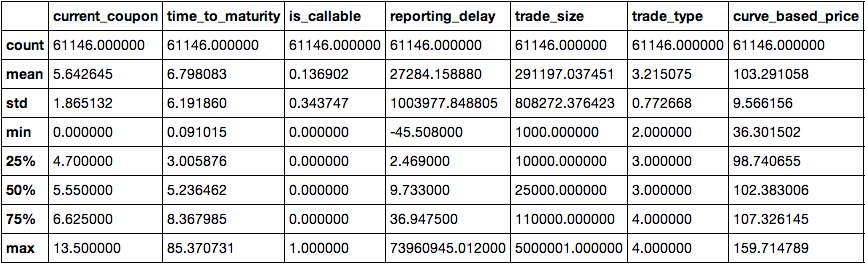 current_coupon time_to_maturity is_callable reporting_delay trade_size trade_type curve_based_price
count 61146.000000 61146.000000 61146.000000 61146.000000 61146.000000 61146.000000 61146.000000
mean 5.642645 6.798083 0.136902 27284.158880 291197.037451 3.215075 103.291058
std 1.865132 6.191860 0.343747 1003977.848805 808272.376423 0.772668 9.566156
min 0.000000 0.091015 0.000000 -45.508000 1000.000000 2.000000 36.301502
25% 4.700000 3.005876 0.000000 2.469000 10000.000000 3.000000 98.740655
50% 5.550000 5.236462 0.000000 9.733000 25000.000000 3.000000 102.383006
75% 6.625000 8.367985 0.000000 36.947500 110000.000000 4.000000 107.326145
max 13.500000 85.370731 1.000000 73960945.012000 5000001.000000 4.000000 159.714789